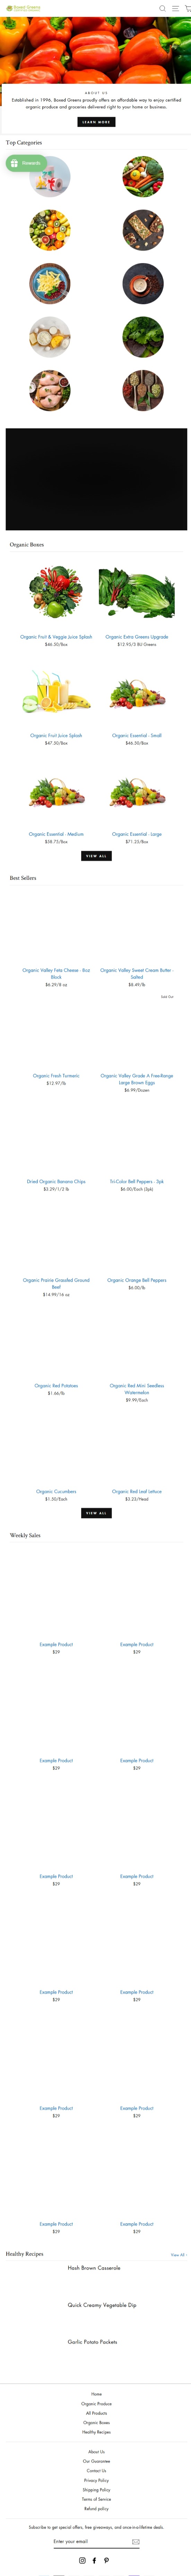 Boxed Greens
ABOUT US
Established in 1996, Boxed Greens proudly offers an affordable way to enjoy certified
organic produce and groceries delivered right to your home or business.
LEARN MORE
Top Categories
Rewards
Organic Boxes
Organic Fruit & Veggie Juice Splash
$46.50/Box
Organic Extra Greens Upgrade
$12.95/5 BU Greens
Organic Fruit Juice Splash
$47.50/Box
Organic Essential - Small
$46.50/Box
Organic Essential - Medium
$58.75/Box
Organic Essential - Large
$71.25/Box
VIEW ALL
Best Sellers
Organic Valley Feta Cheese - 8oz
Block
$6.29/8 oz
Organic Valley Sweet Cream Butter -
Salted
$8.49/lb
Sold Out
Organic Fresh Turmeric
$12.97/lb
Organic Valley Grade A Free-Range
Large Brown Eggs
$6.99/Dozen
Dried Organic Banana Chips
$3.29/1/2 lb
Tri-Color Bell Peppers - 3pk
$6.00/Each (3pk)
Organic Prairie Grassfed Ground
Beef
$14.99/16 oz
Organic Orange Bell Peppers
$6.00/lb
Organic Red Potatoes
$1.66/lb
Organic Red Mini Seedless
Watermelon
$9.99/Each
Organic Cucumbers
$1.50/Each
Organic Red Leaf Lettuce
$3.23/Head
VIEW ALL
Weekly Sales
Example Product
$29
Example Product
$29
Example Product
$29
Example Product
$29
Example Product
$29
Example Product
$29
Example Product
$29
Example Product
$29
Example Product
$29
Example Product
$29
Example Product
$29
Example Product
$29
Healthy Recipes
View All ›
Hash Brown Casserole
Quick Creamy Vegetable Dip
Garlic Potato Packets
Home
Organic Produce
All Products
Organic Boxes
Healthy Recipes
About Us
Our Guarantee
Contact Us
Privacy Policy
Shipping Policy
Terms of Service
Refund policy
Subscribe to get special offers, free giveaways, and once-in-a-lifetime deals.
Enter your email